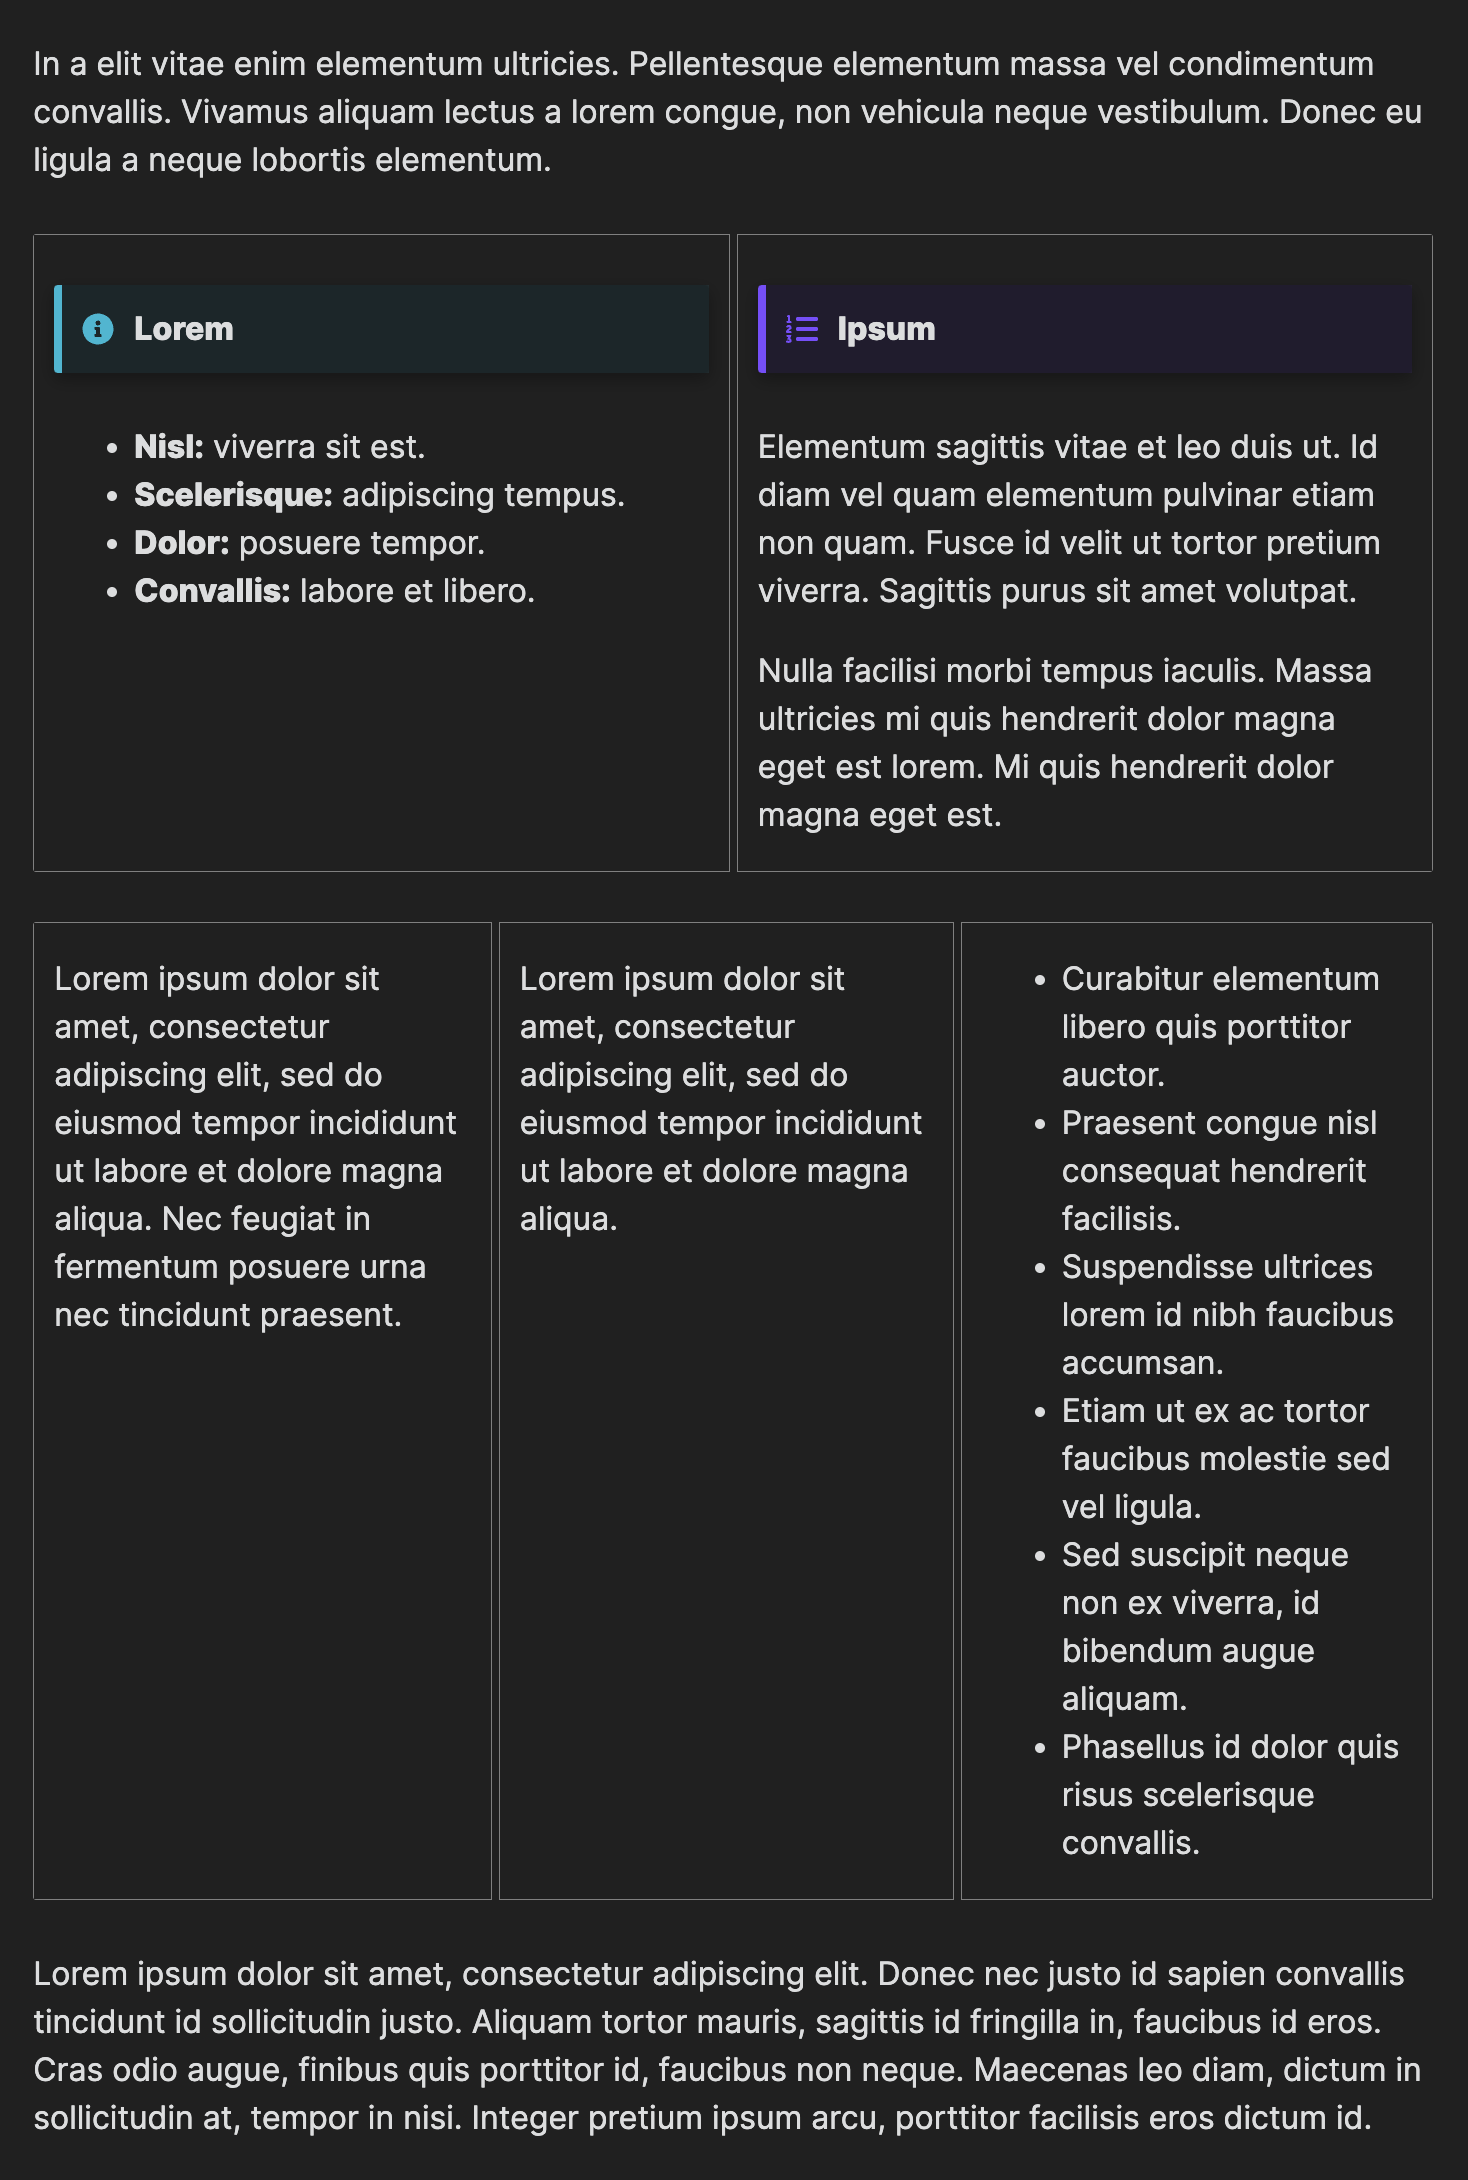 In a elit vitae enim elementum ultricies. Pellentesque elementum massa vel condimentum
convallis. Vivamus aliquam lectus a lorem congue, non vehicula neque vestibulum. Donec eu
ligula a neque lobortis elementum.
Lorem
• Nisl: viverra sit est.
• Scelerisque: adipiscing tempus.
• Dolor: posuere tempor.
• Convallis: labore et libero.
Ipsum
Elementum sagittis vitae et leo duis ut. Id
diam vel quam elementum pulvinar etiam
non quam. Fusce id velit ut tortor pretium
viverra. Sagittis purus sit amet volutpat.
Nulla facilisi morbi tempus iaculis. Massa
ultricies mi quis hendrerit dolor magna
eget est lorem. Mi quis hendrerit dolor
magna eget est.
Lorem ipsum dolor sit
amet, consectetur
adipiscing elit, sed do
eiusmod tempor incididunt
ut labore et dolore magna
aliqua. Nec feugiat in
fermentum posuere urna
nec tincidunt praesent.
Lorem ipsum dolor sit
amet, consectetur
adipiscing elit, sed do
eiusmod tempor incididunt
ut labore et dolore magna
aliqua.
• Curabitur elementum
libero quis porttitor
auctor.
• Praesent congue nisl
consequat hendrerit
facilisis.
• Suspendisse ultrices
lorem id nibh faucibus
accumsan.
• Etiam ut ex ac tortor
faucibus molestie sed
vel ligula.
• Sed suscipit neque
non ex viverra, id
bibendum augue
aliquam.
• Phasellus id dolor quis
risus scelerisque
convallis.
Lorem ipsum dolor sit amet, consectetur adipiscing elit. Donec nec justo id sapien convallis
tincidunt id sollicitudin justo. Aliquam tortor mauris, sagittis id fringilla in, faucibus id eros.
Cras odio augue, finibus quis porttitor id, faucibus non neque. Maecenas leo diam, dictum in
sollicitudin at, tempor in nisi. Integer pretium ipsum arcu, porttitor facilisis eros dictum id.